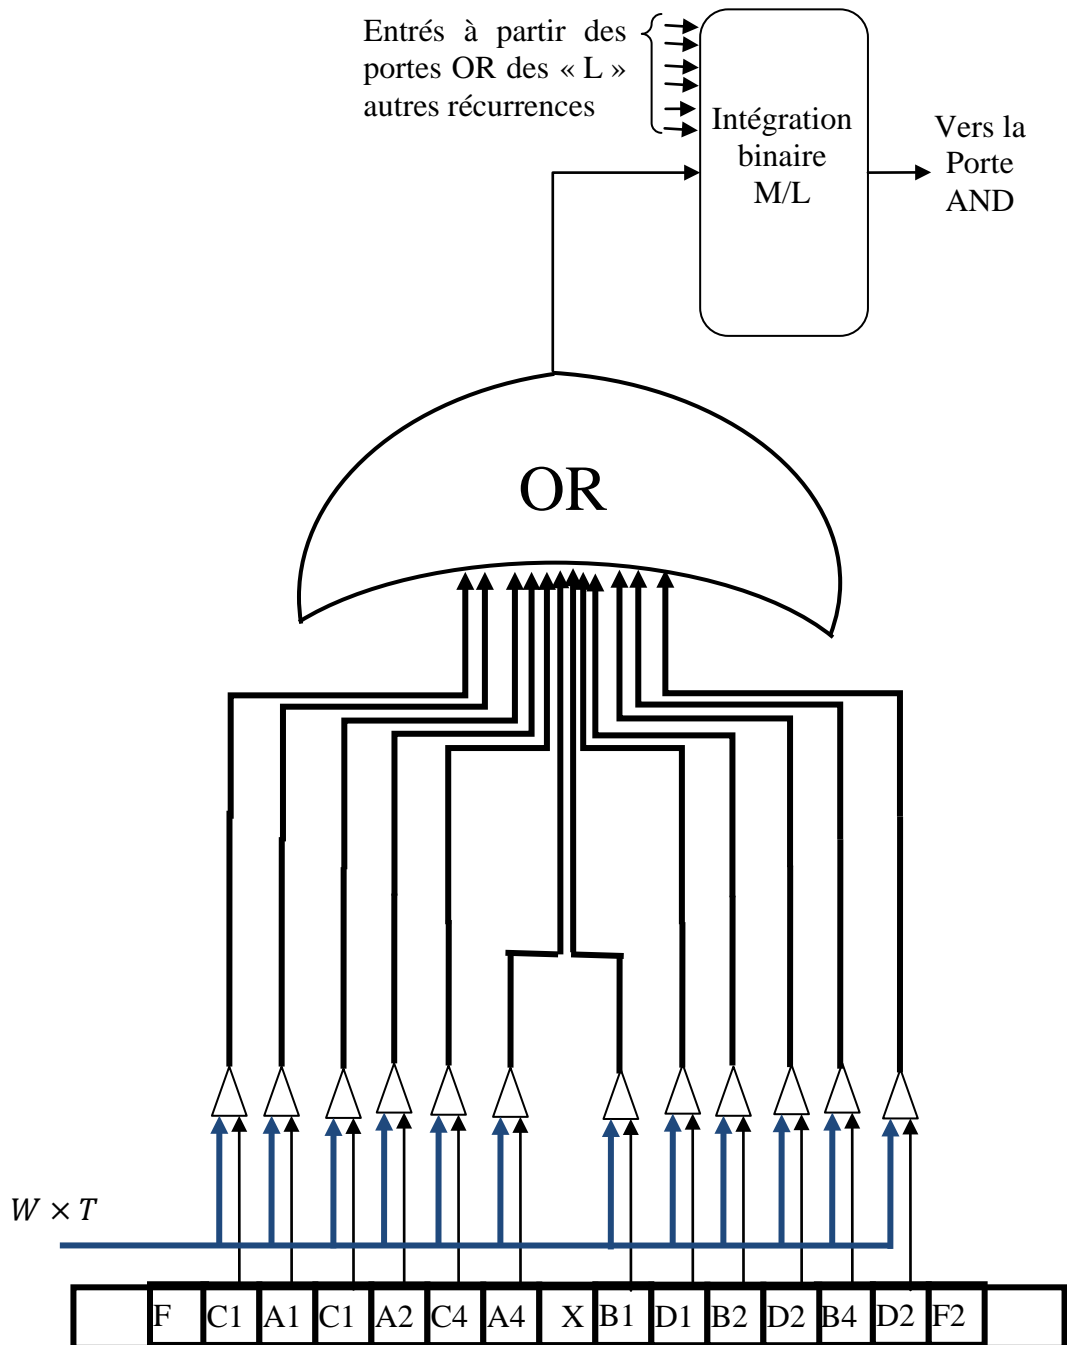 Entrés à partir des
portes OR des « L »
autres récurrences
Intégration
binaire
M/L
Vers la
Porte
AND
OR
W × T
F C1 A1 C1 A2 C4 A4 X B1 D1 B2 D2 B4 D2 F2